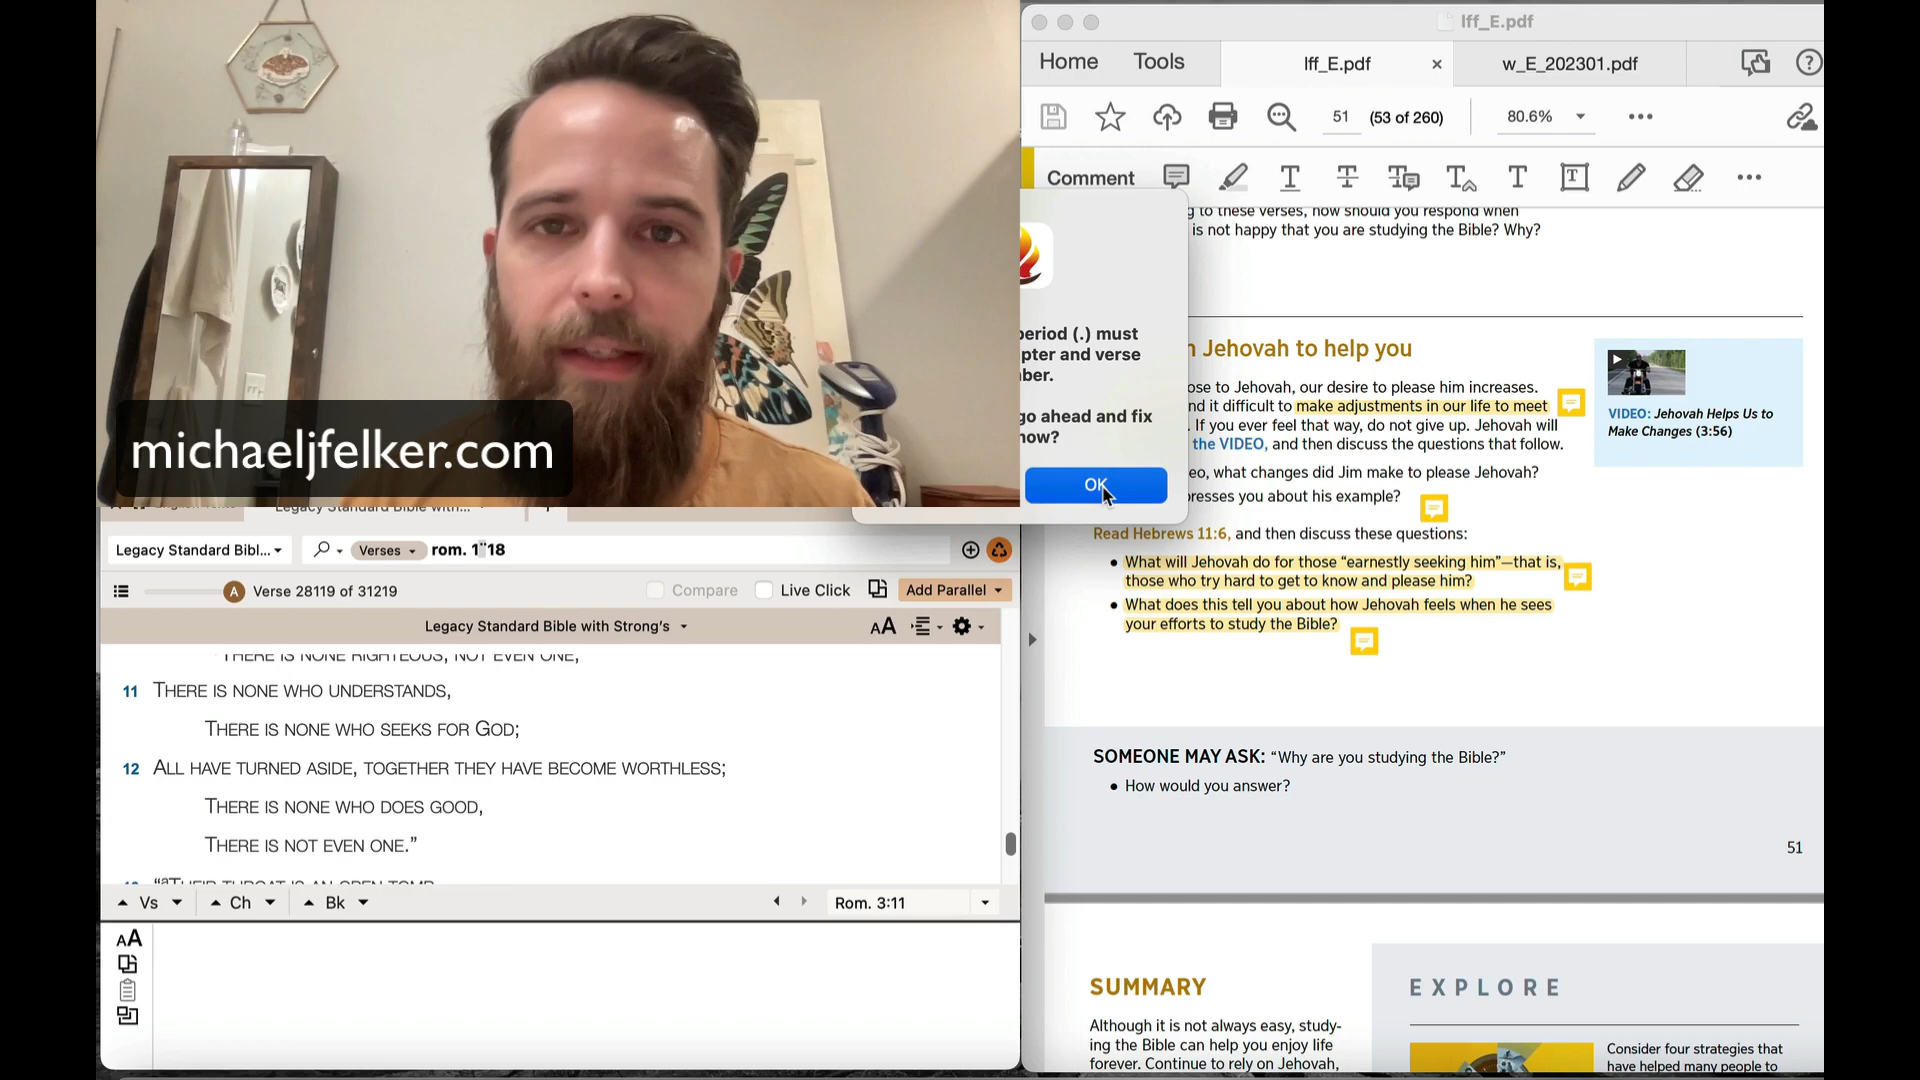 michaeljfelker.com
Legacy Standard Bibl...
Verses
rom. 1"18
Verse 28119 of 31219
Compare
Live Click
Add Parallel
Legacy Standard Bible with Strong's
THERE IS NONE RIGHTEOUS, NOT EVEN ONE,
11 THERE IS NONE WHO UNDERSTANDS,
THERE IS NONE WHO SEEKS FOR GOD;
12 ALL HAVE TURNED ASIDE, TOGETHER THEY HAVE BECOME WORTHLESS;
THERE IS NONE WHO DOES GOOD,
THERE IS NOT EVEN ONE.”
Vs
Ch
Bk
Rom. 3:11
AA
lff_E.pdf
Home Tools lff_E.pdf × w_E_202301.pdf
51 (53 of 260) 80.6%
Comment
to these verses, how should you respond when
is not happy that you are studying the Bible? Why?
period (.) must
pter and verse
ber.
go ahead and fix
now?
OK
Jehovah to help you
ose to Jehovah, our desire to please him increases.
nd it difficult to make adjustments in our life to meet
. If you ever feel that way, do not give up. Jehovah will
the VIDEO, and then discuss the questions that follow.
eo, what changes did Jim make to please Jehovah?
presses you about his example?
VIDEO: Jehovah Helps Us to
Make Changes (3:56)
Read Hebrews 11:6, and then discuss these questions:
• What will Jehovah do for those “earnestly seeking him”—that is,
those who try hard to get to know and please him?
• What does this tell you about how Jehovah feels when he sees
your efforts to study the Bible?
SOMEONE MAY ASK: “Why are you studying the Bible?”
• How would you answer?
51
SUMMARY
Although it is not always easy, study-
ing the Bible can help you enjoy life
forever. Continue to rely on Jehovah,
EXPLORE
Consider four strategies that
have helped many people to